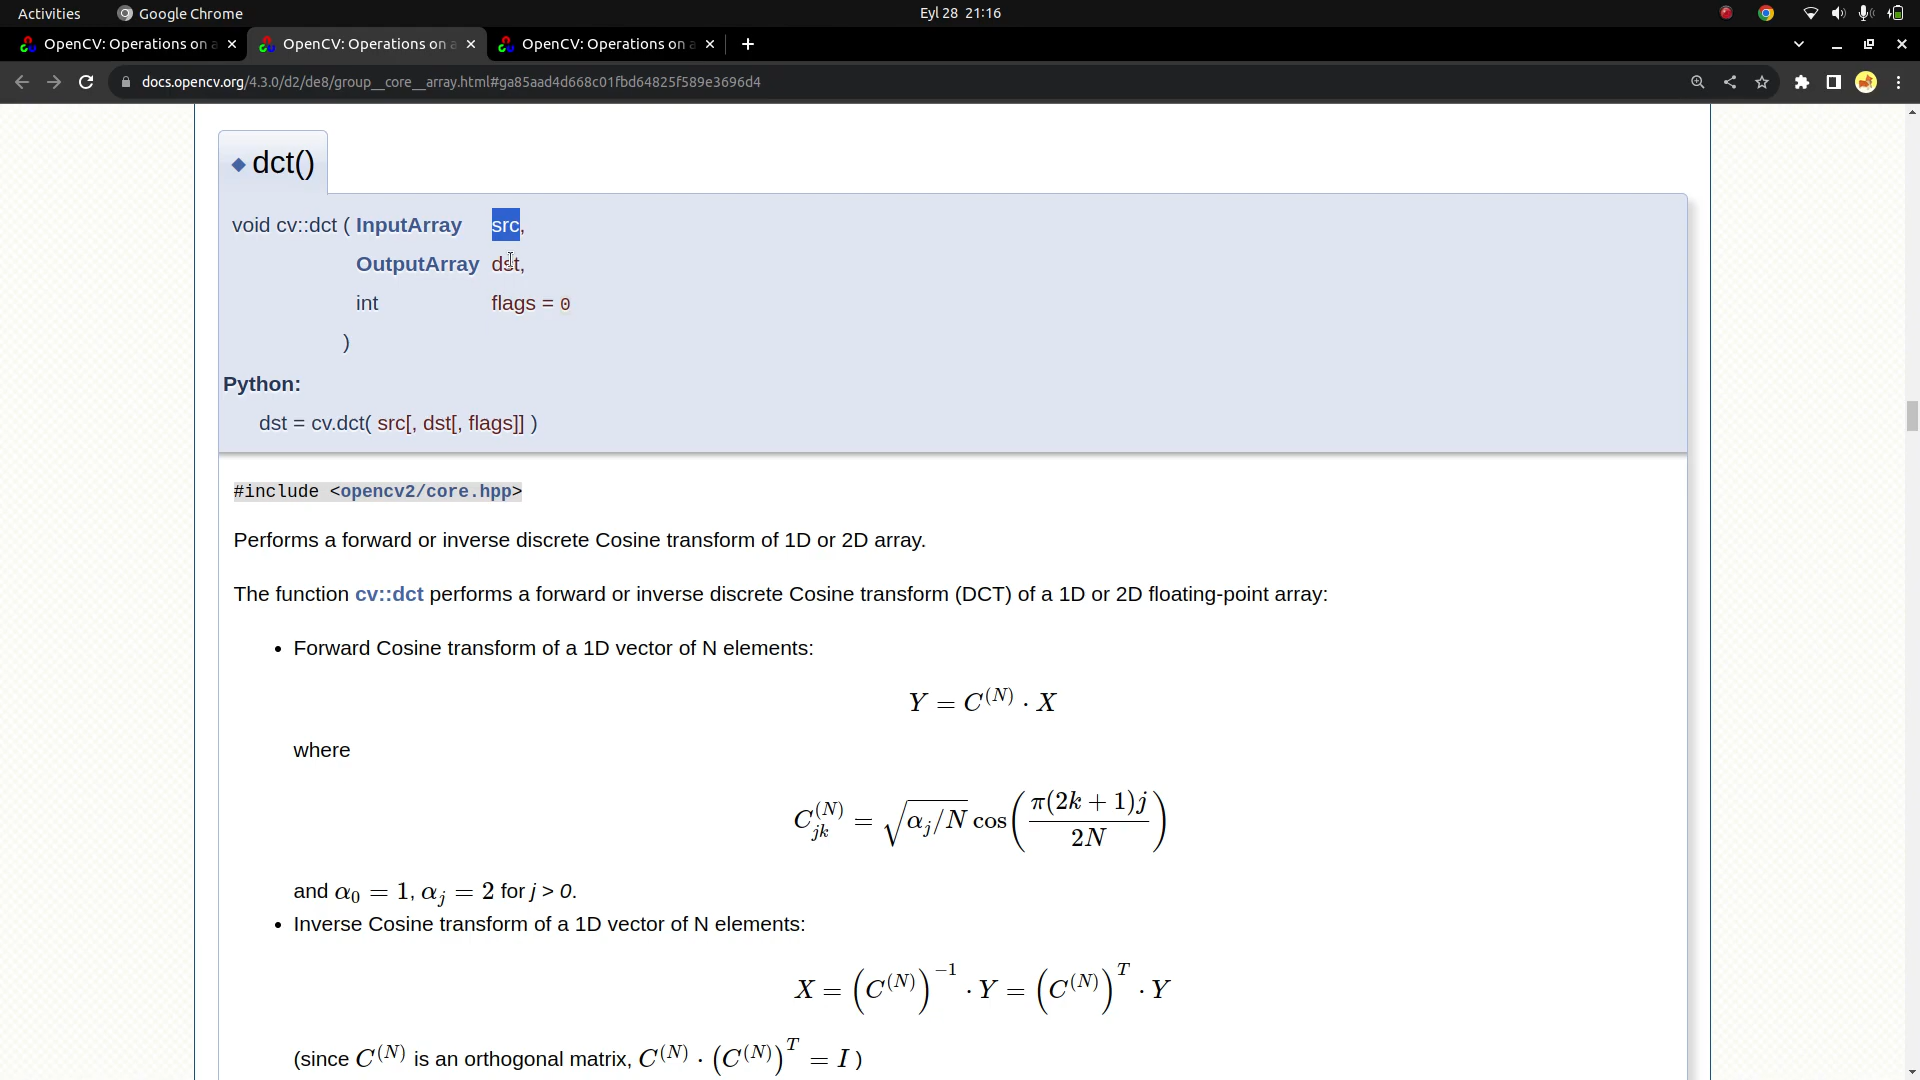 Activities Google Chrome Eyl 28 21:16
OpenCV: Operations on a OpenCV: Operations on a OpenCV: Operations on a
docs.opencv.org/4.3.0/d2/de8/group__core__array.html#ga85aad4d668c01fbd64825f589e3696d4
◆ dct()
void cv::dct ( InputArray src,
OutputArray dst,
int flags = 0
)
Python:
dst = cv.dct( src[, dst[, flags]] )
#include <opencv2/core.hpp>
Performs a forward or inverse discrete Cosine transform of 1D or 2D array.
The function cv::dct performs a forward or inverse discrete Cosine transform (DCT) of a 1D or 2D floating-point array:
• Forward Cosine transform of a 1D vector of N elements:
Y = C^{(N)} · X
where
C_{jk}^{(N)} = √(α_j/N) cos(π(2k + 1)j / 2N)
and α_0 = 1, α_j = 2 for j > 0.
• Inverse Cosine transform of a 1D vector of N elements:
X = (C^{(N)})^{-1} · Y = (C^{(N)})^T · Y
(since C^{(N)} is an orthogonal matrix, C^{(N)} · (C^{(N)})^T = I )